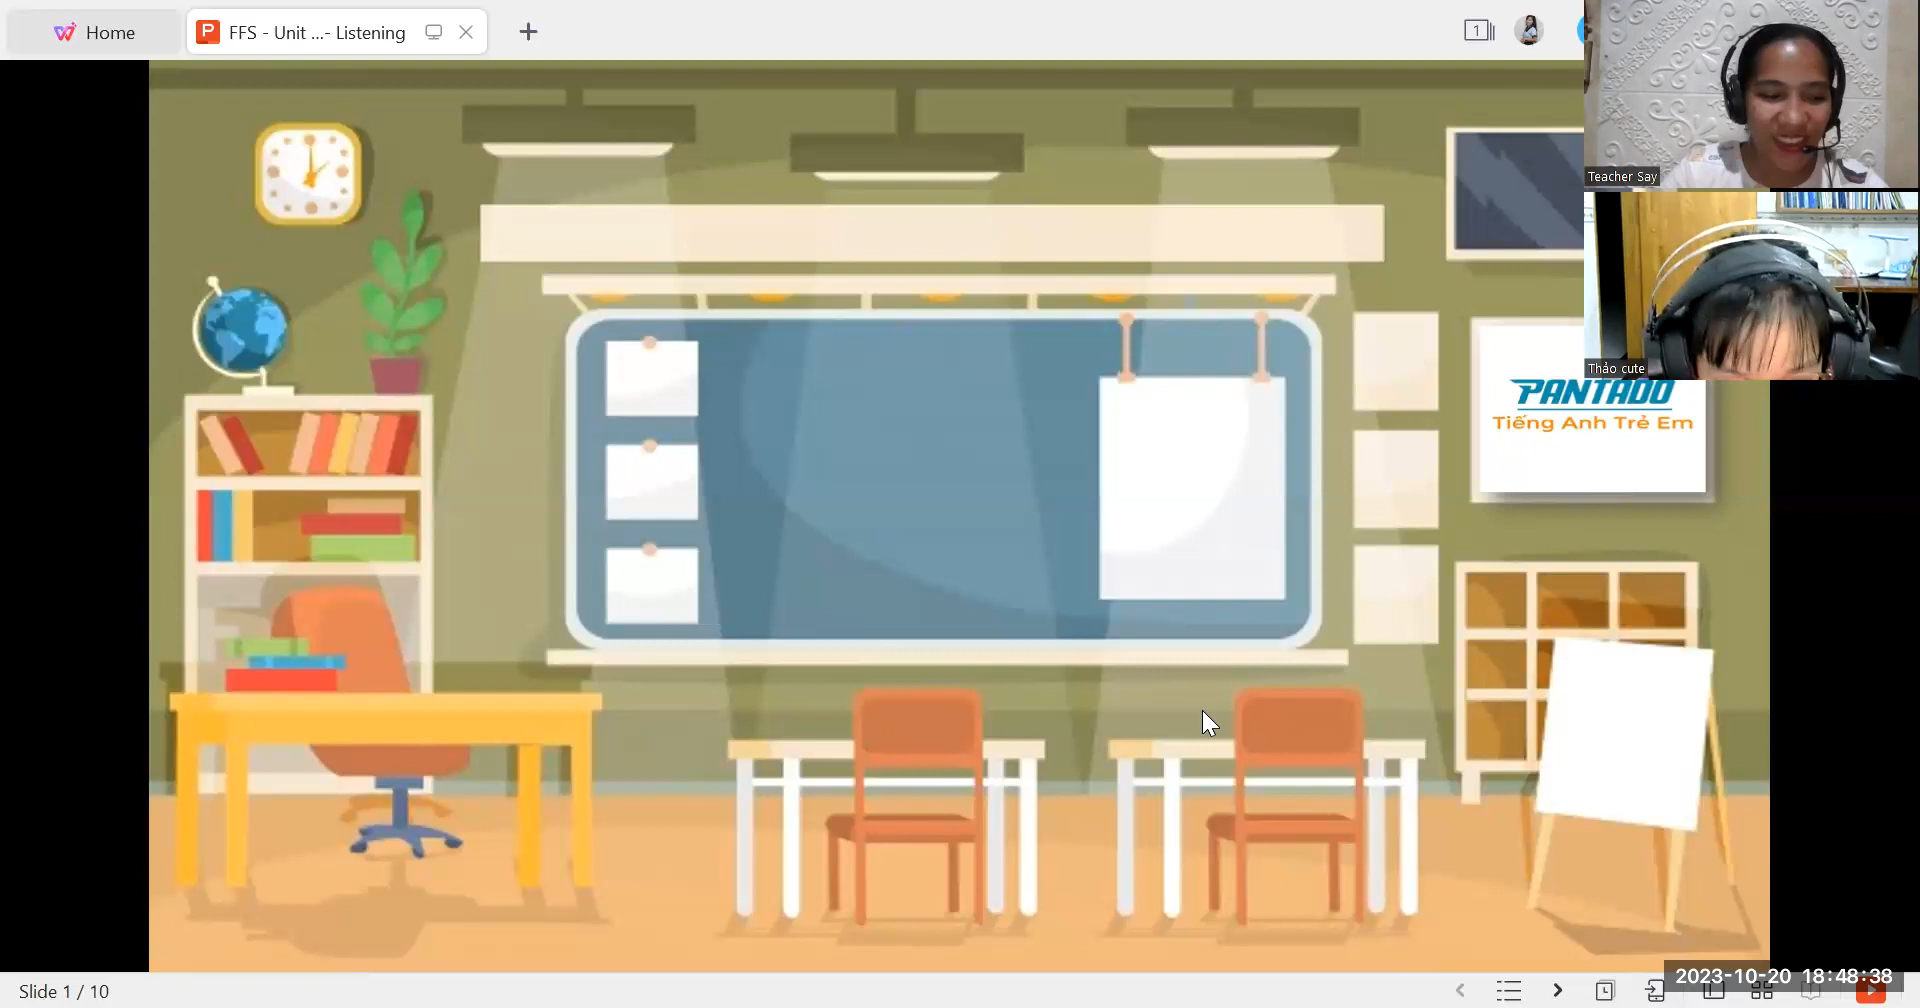 Home
FFS - Unit ...- Listening
1
Teacher Say
Thảo cute
PANTADO
Tiếng Anh Trẻ Em
Slide 1 / 10
2023-10-20 18:48:38